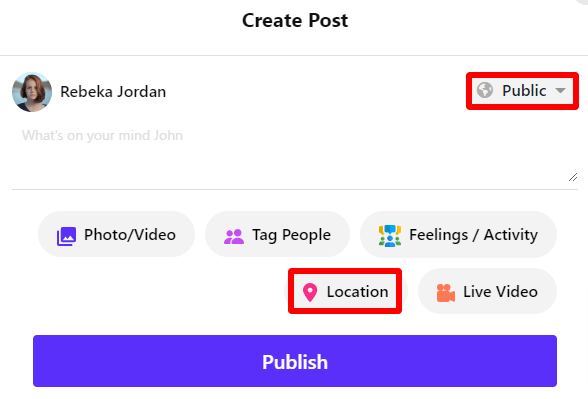 Create Post
Rebeka Jordan
Public
What's on your mind John
Photo/Video
Tag People
Feelings / Activity
Location
Live Video
Publish